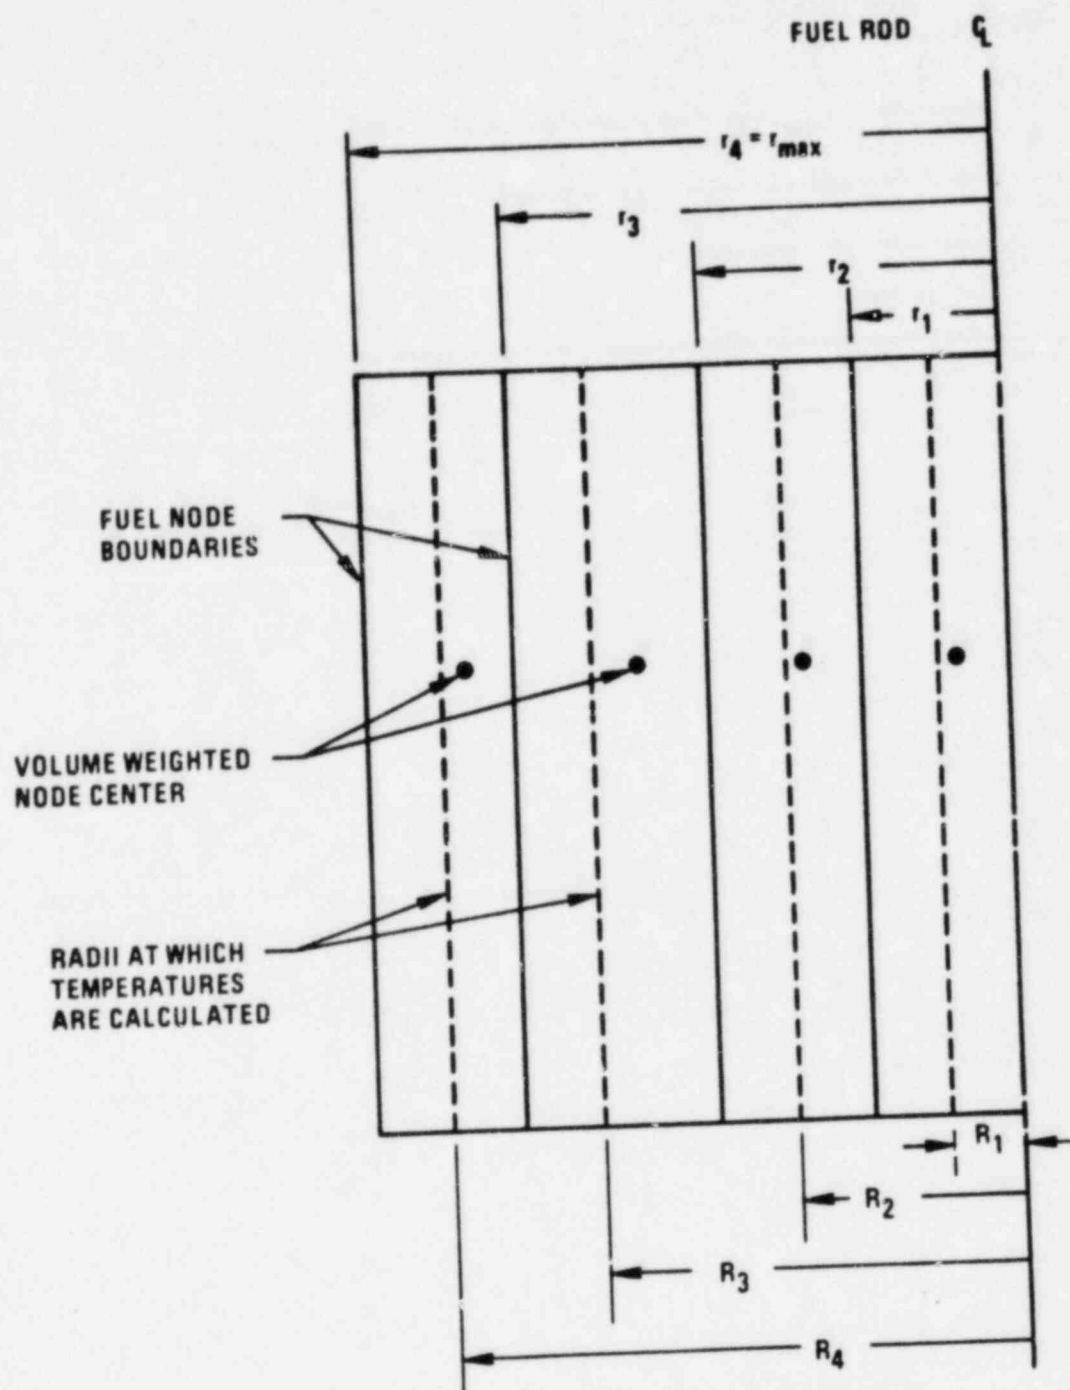 FUEL ROD ℄
r₄ = rmax
r₃
r₂
r₁
FUEL NODE
BOUNDARIES
VOLUME WEIGHTED
NODE CENTER
RADII AT WHICH
TEMPERATURES
ARE CALCULATED
R₁
R₂
R₃
R₄